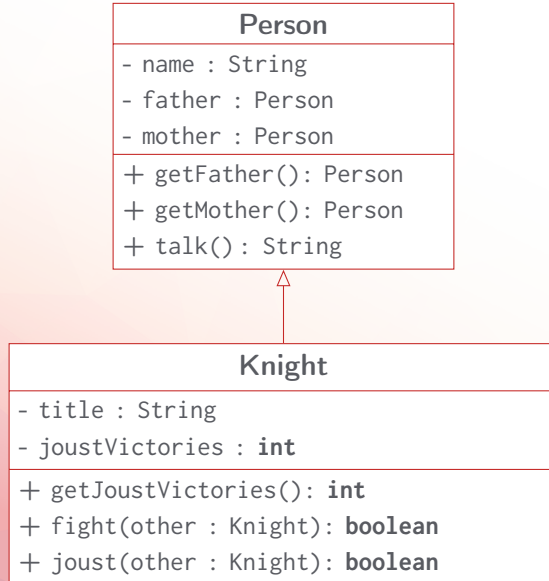 Person
- name : String
- father : Person
- mother : Person
+ getFather(): Person
+ getMother(): Person
+ talk(): String
Knight
- title : String
- joustVictories : int
+ getJoustVictories(): int
+ fight(other : Knight): boolean
+ joust(other : Knight): boolean